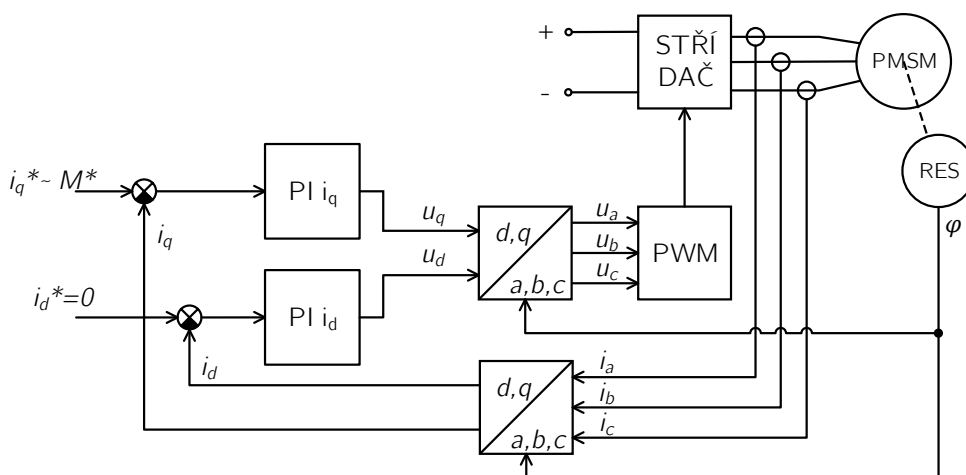 +
-
STŘÍ
DAČ
PMSM
RES
φ
i_q*~ M*
i_q
PI i_q
u_q
u_d
d,q
a,b,c
u_a
u_b
u_c
PWM
i_d*=0
PI i_d
i_d
d,q
a,b,c
i_a
i_b
i_c